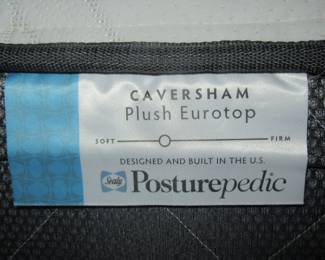 CAVERSHAM
Plush Eurotop
SOFT FIRM
DESIGNED AND BUILT IN THE U.S.
Sealy Posturepedic